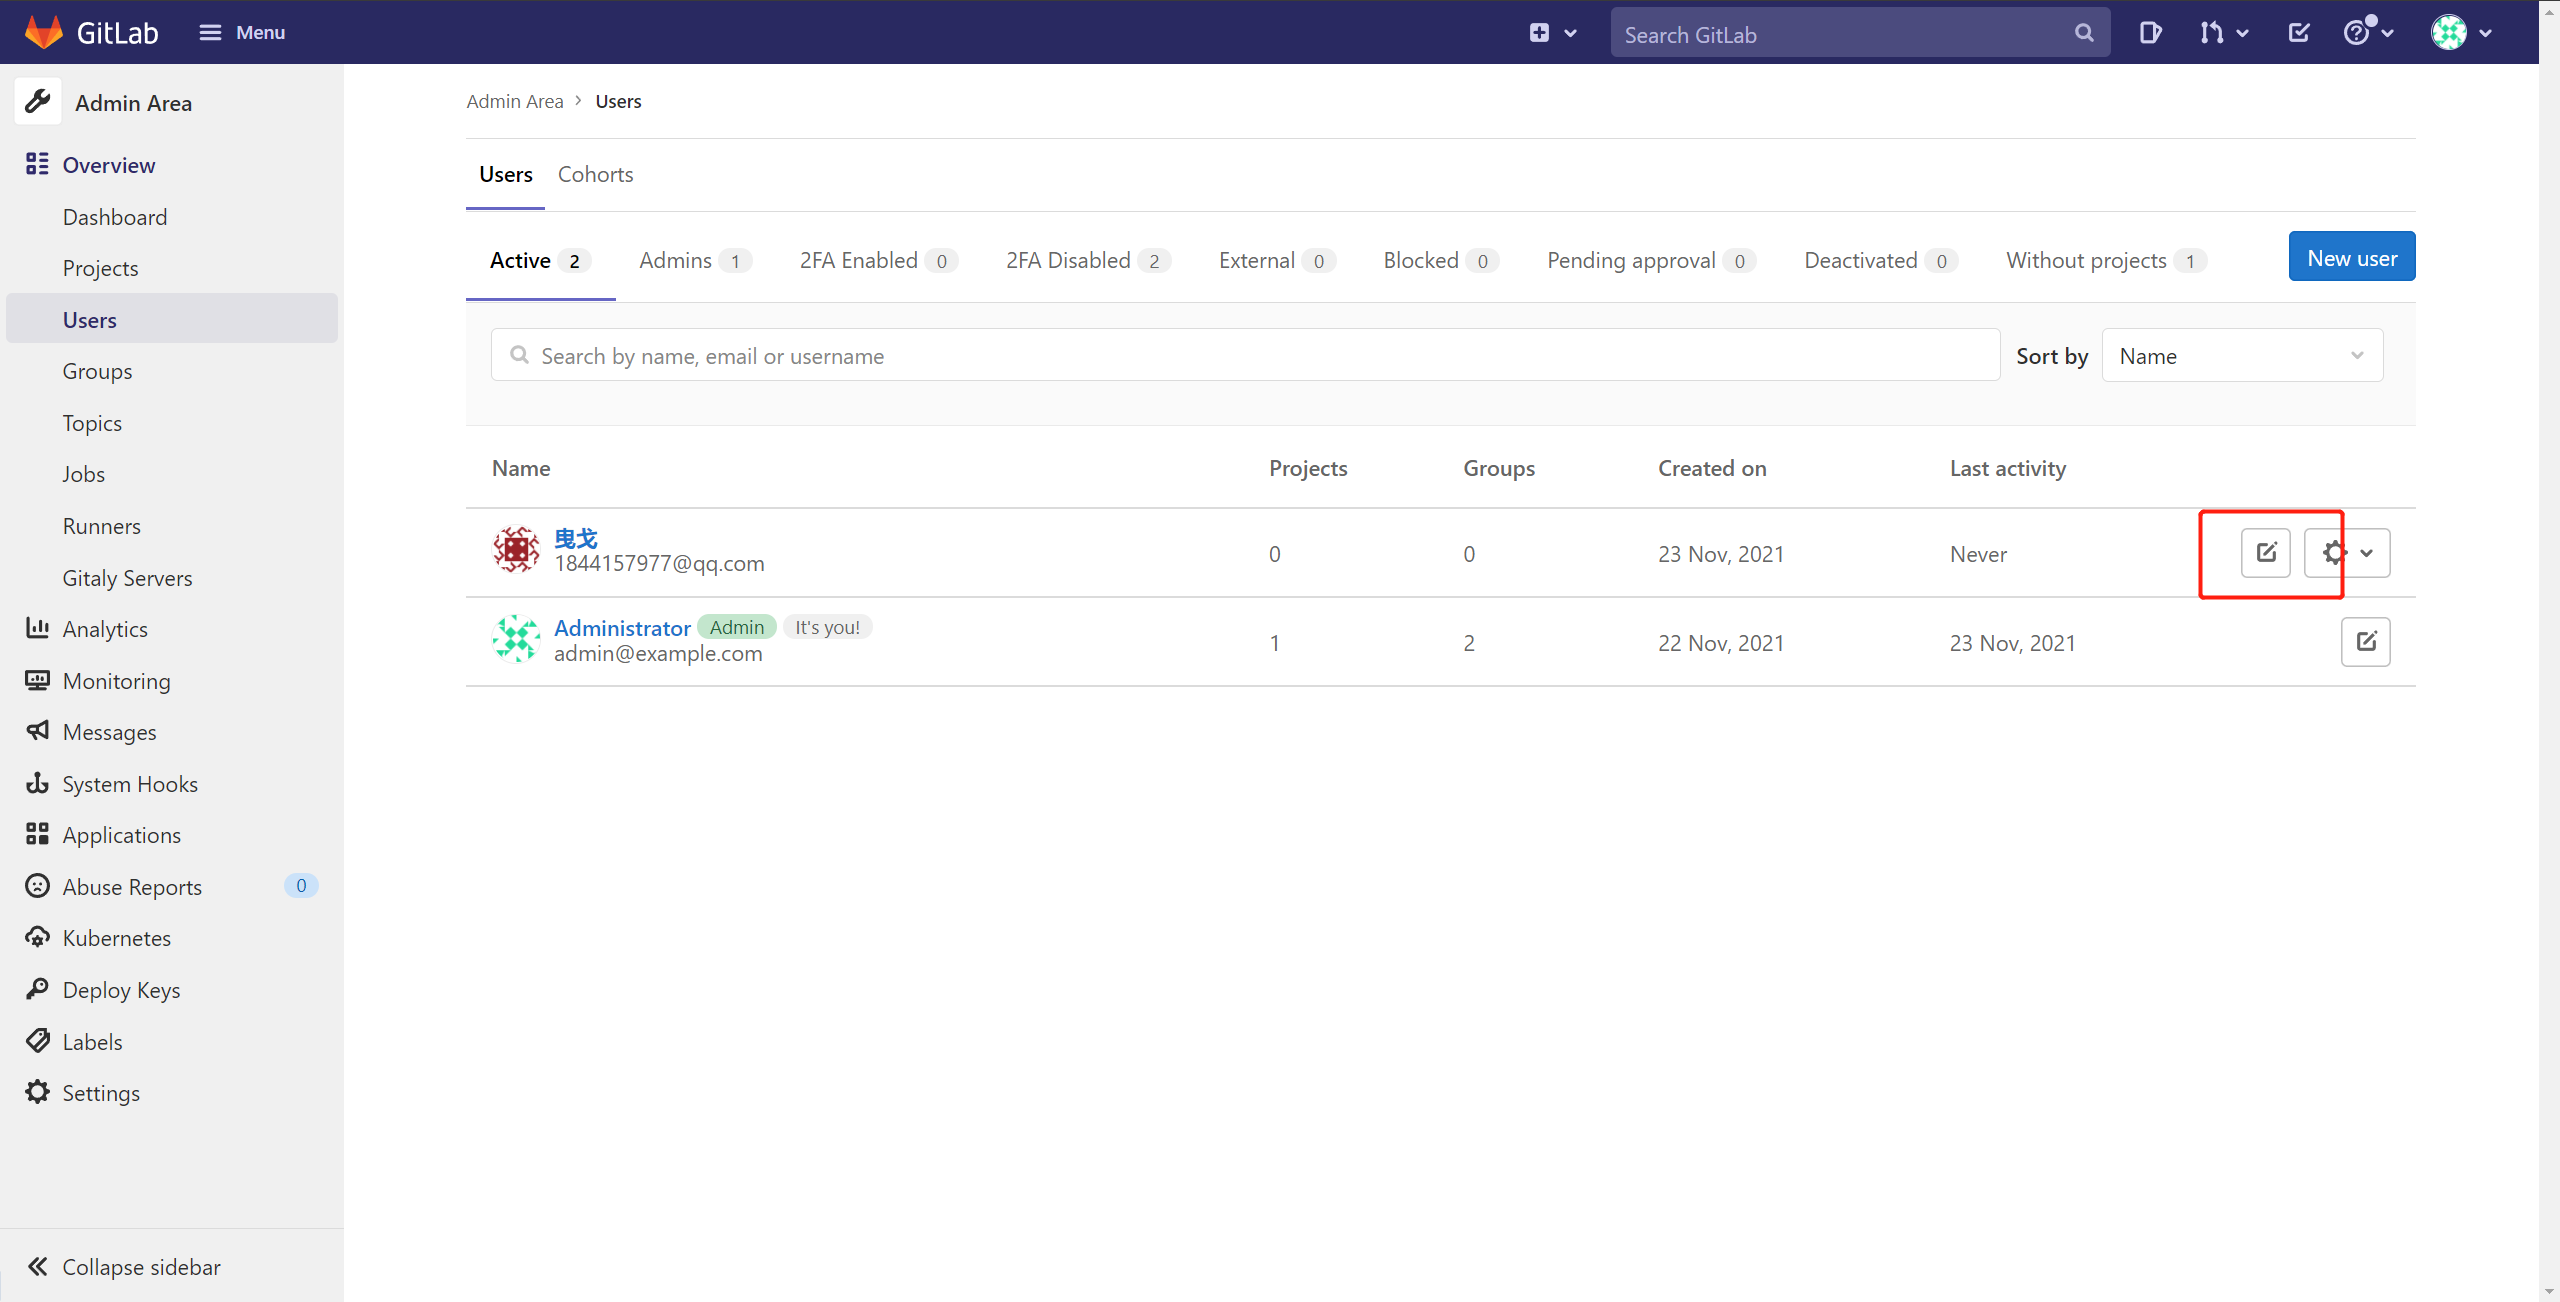 GitLab Menu Search GitLab
Admin Area
Overview
Dashboard
Projects
Users
Groups
Topics
Jobs
Runners
Gitaly Servers
Analytics
Monitoring
Messages
System Hooks
Applications
Abuse Reports 0
Kubernetes
Deploy Keys
Labels
Settings
Collapse sidebar
Admin Area > Users
Users Cohorts
Active 2 Admins 1 2FA Enabled 0 2FA Disabled 2 External 0 Blocked 0 Pending approval 0 Deactivated 0 Without projects 1 New user
Search by name, email or username Sort by Name
Name Projects Groups Created on Last activity
曳戈
1844157977@qq.com 0 0 23 Nov, 2021 Never
Administrator Admin It's you!
admin@example.com 1 2 22 Nov, 2021 23 Nov, 2021